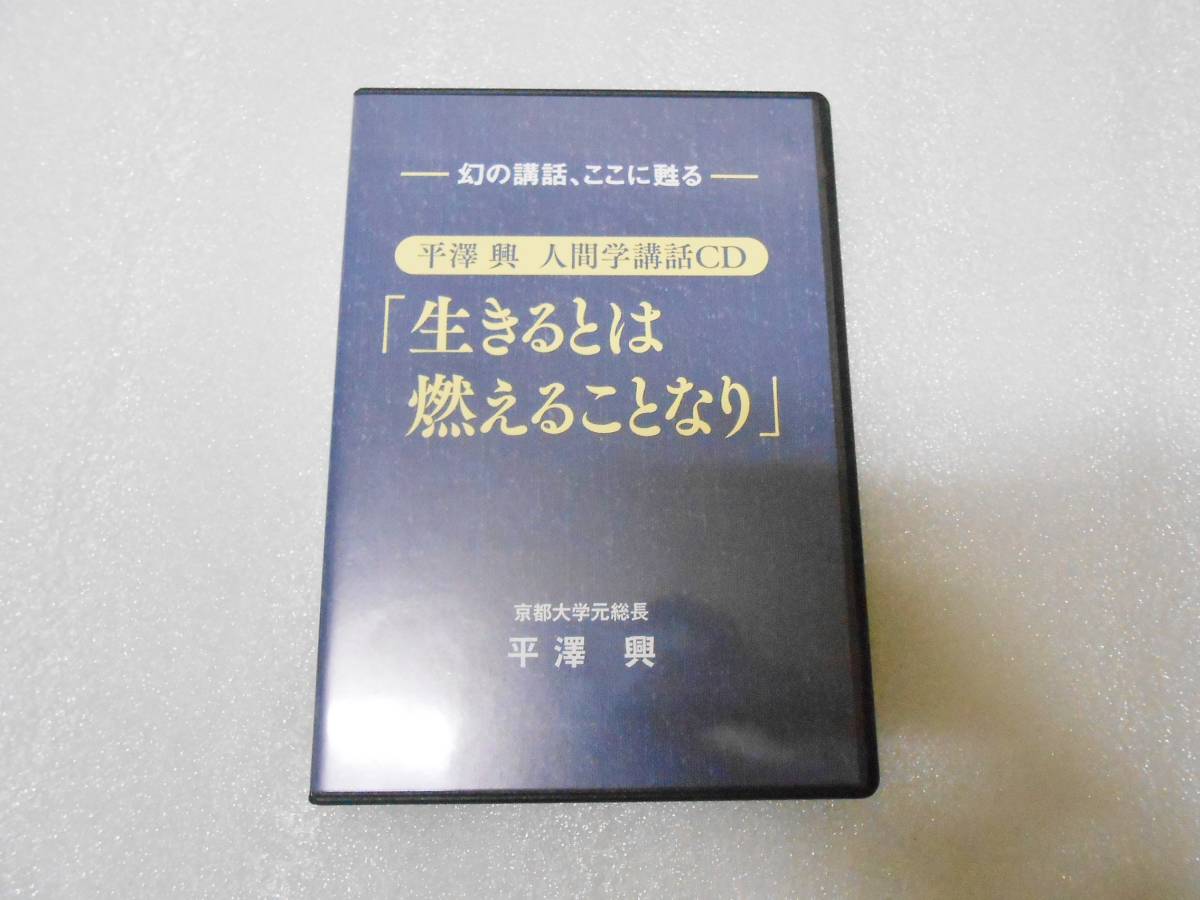 幻の講話、ここに甦る
平澤 興 人間学講話CD
「生きるとは
燃えることなり」
京都大学元総長
平澤 興